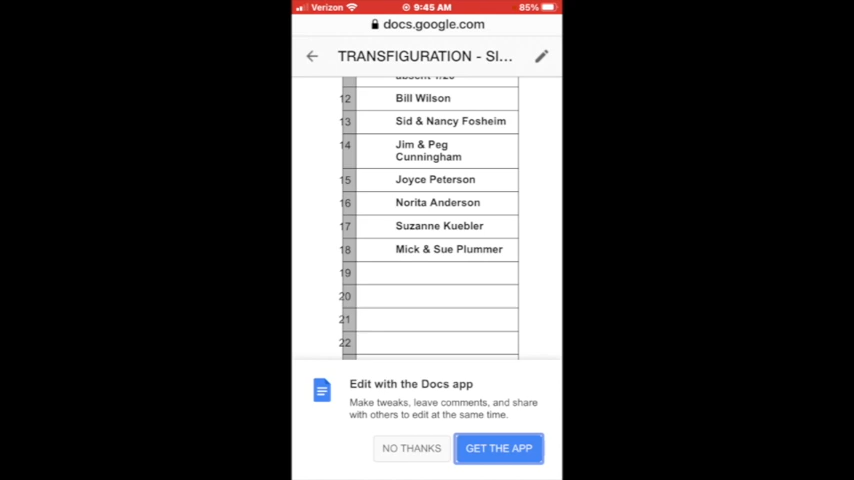 Verizon 9:45 AM 85%
docs.google.com
TRANSFIGURATION - SI...
absent 4/26
12 Bill Wilson
13 Sid & Nancy Fosheim
14 Jim & Peg
Cunningham
15 Joyce Peterson
16 Norita Anderson
17 Suzanne Kuebler
18 Mick & Sue Plummer
19
20
21
22
Edit with the Docs app
Make tweaks, leave comments, and share
with others to edit at the same time.
NO THANKS GET THE APP